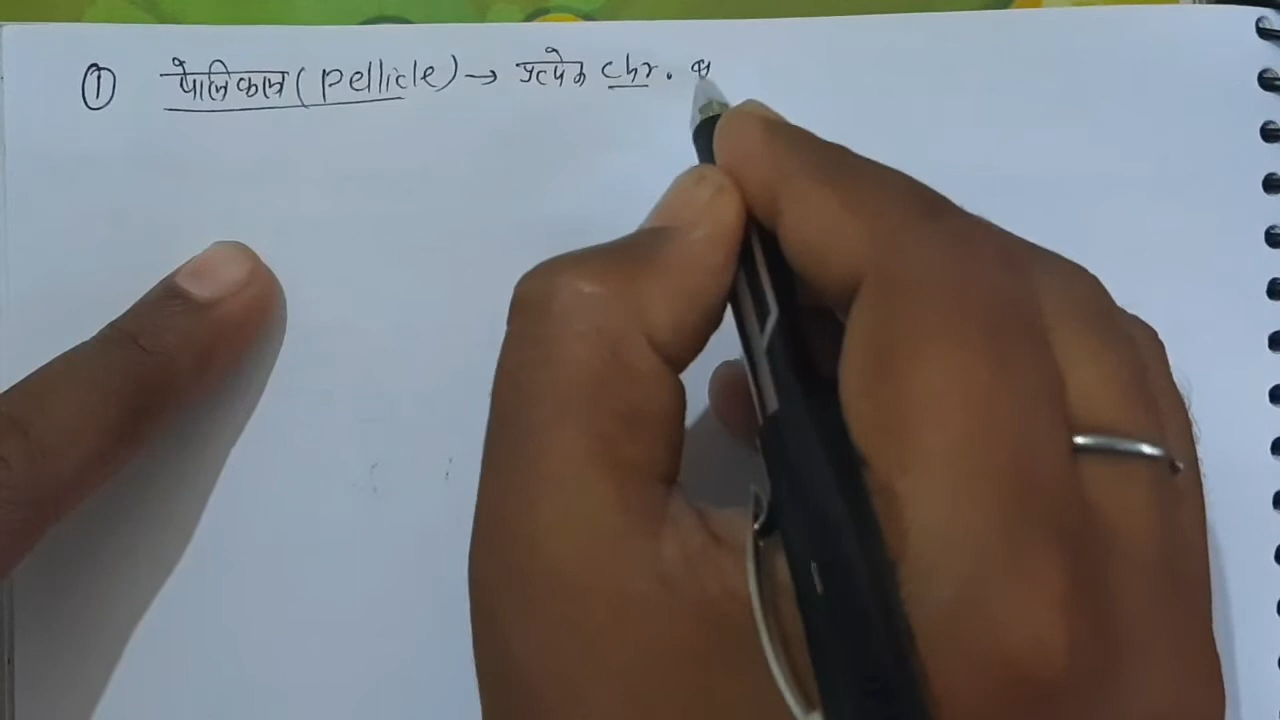 ① पेलिकल (pellicle) → प्रत्येक chr.